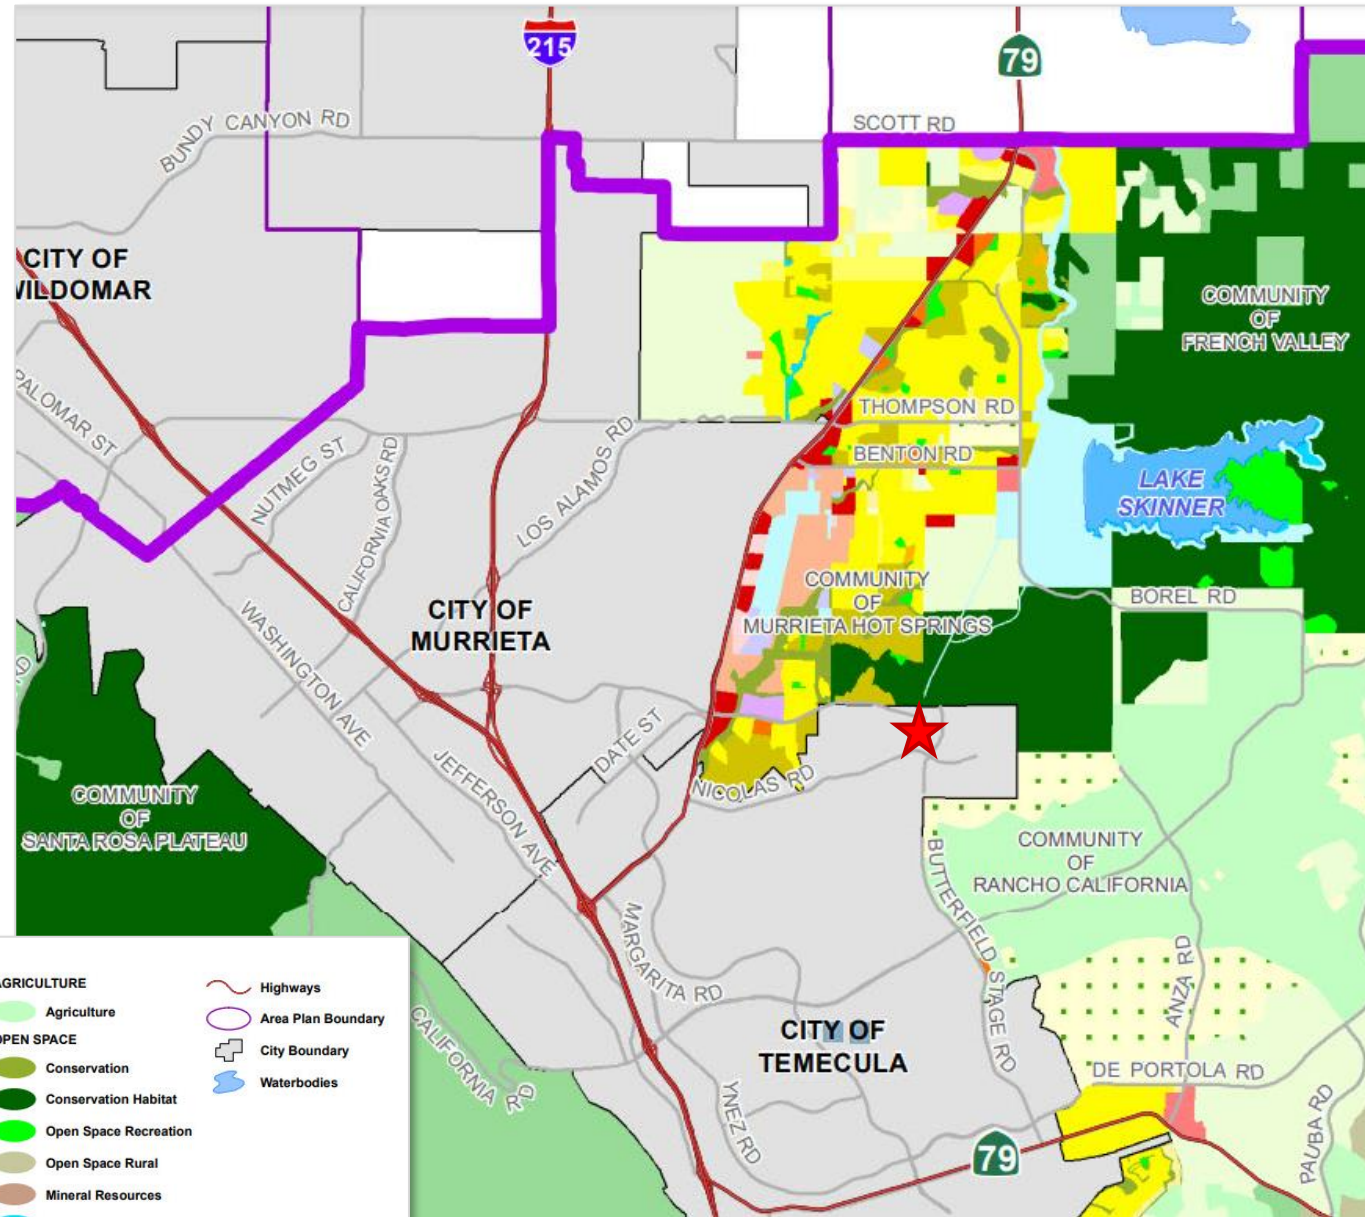 215
79
SCOTT RD
BUNDY CANYON RD
CITY OF
WILDOMAR
COMMUNITY
OF
FRENCH VALLEY
PALOMAR ST
NUTMEG ST
CALIFORNIA OAKS RD
LOS ALAMOS RD
THOMPSON RD
BENTON RD
LAKE
SKINNER
COMMUNITY
OF
MURRIETA HOT SPRINGS
BOREL RD
CITY OF
MURRIETA
WASHINGTON AVE
RD
DATE ST
JEFFERSON AVE
NICOLAS RD
COMMUNITY
OF
SANTA ROSA PLATEAU
COMMUNITY
OF
RANCHO CALIFORNIA
BUTTERFIELD STAGE RD
MARGARITA RD
ANZA RD
CITY OF
TEMECULA
DE PORTOLA RD
CALIFORNIA RD
YNEZ RD
PAUBA RD
79
AGRICULTURE
Agriculture
OPEN SPACE
Conservation
Conservation Habitat
Open Space Recreation
Open Space Rural
Mineral Resources
Highways
Area Plan Boundary
City Boundary
Waterbodies